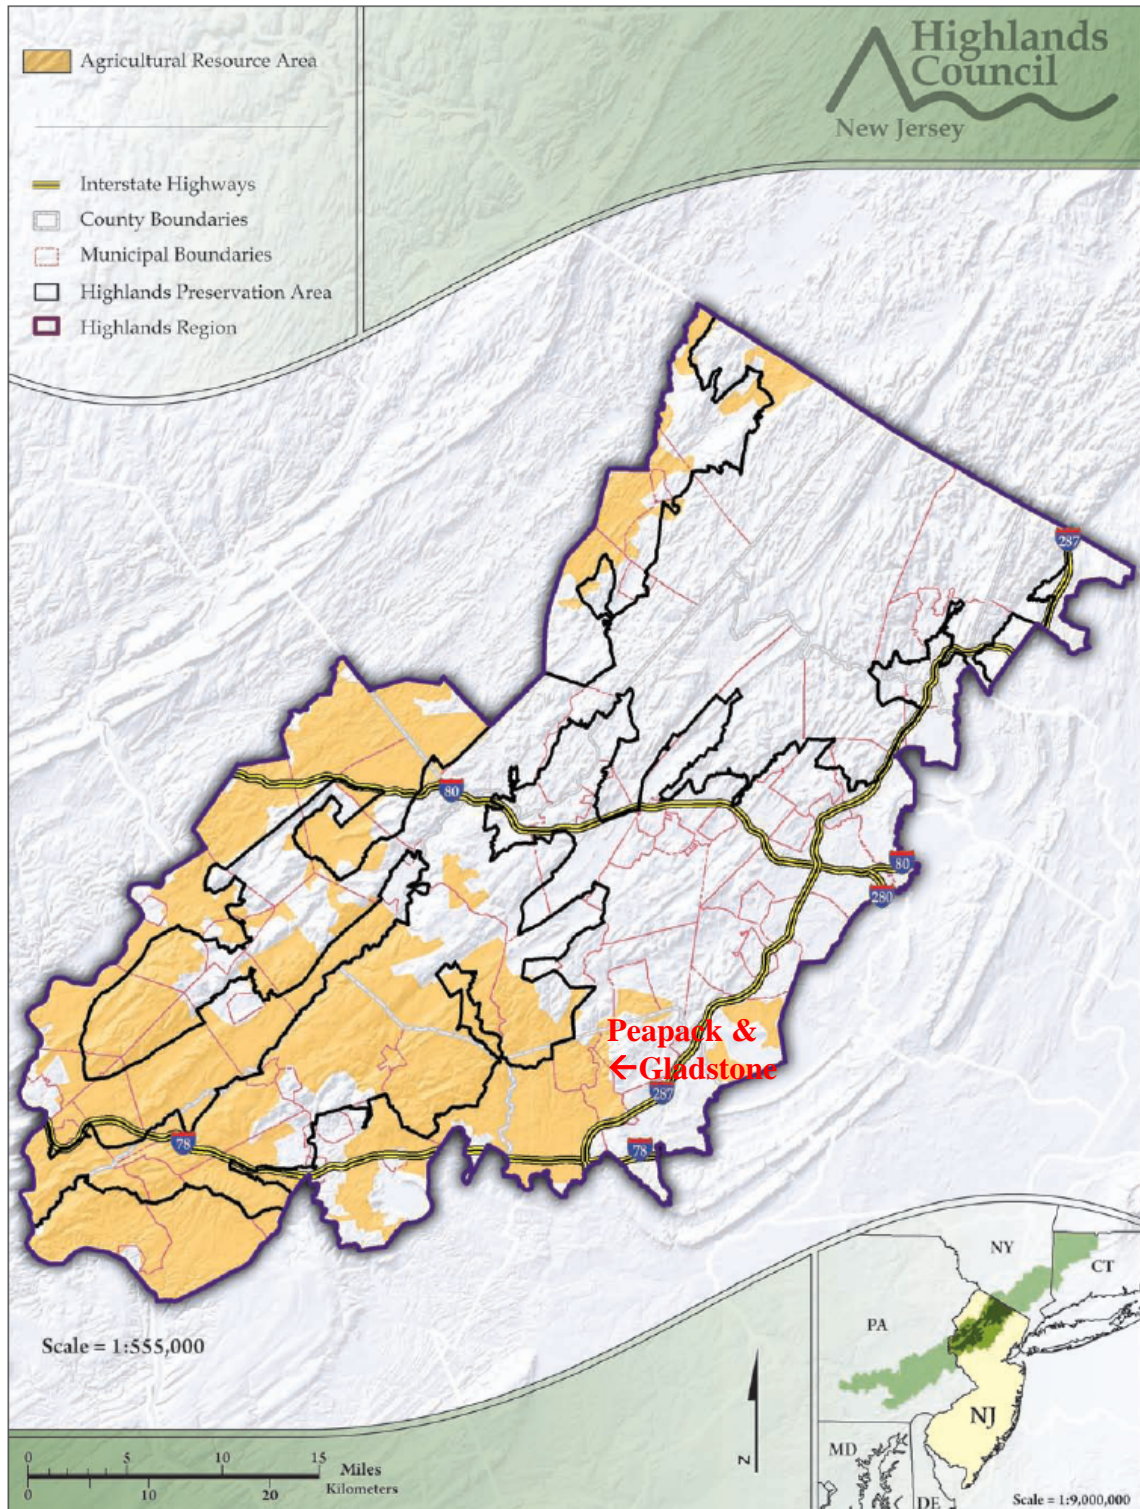 Agricultural Resource Area
Interstate Highways
County Boundaries
Municipal Boundaries
Highlands Preservation Area
Highlands Region
Highlands
Council
New Jersey
287
80
80
280
Peapack &
←Gladstone
287
78
78
Scale = 1:555,000
0 5 10 15
Miles
Kilometers
0 10 20
N
NY
CT
PA
NJ
MD
DE
Scale = 1:9,000,000